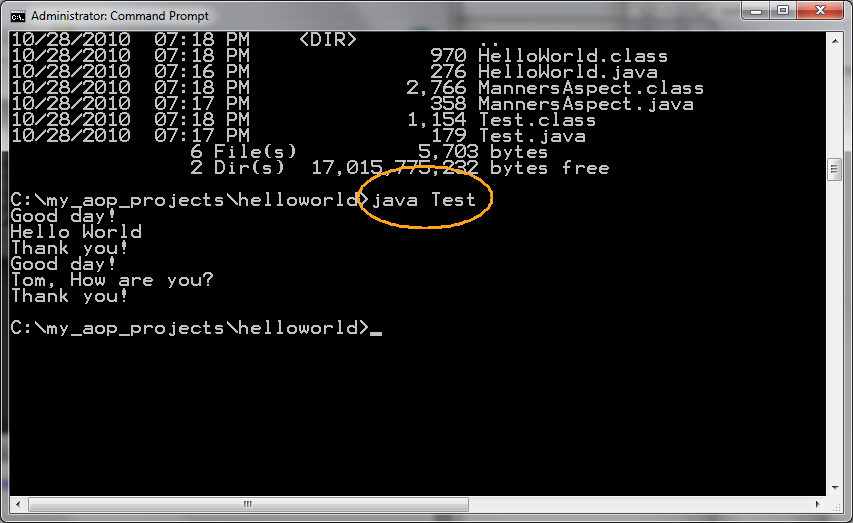 Administrator: Command Prompt
10/28/2010  07:18 PM    <DIR>          ..
10/28/2010  07:18 PM               970 HelloWorld.class
10/28/2010  07:16 PM               276 HelloWorld.java
10/28/2010  07:18 PM             2,766 MannersAspect.class
10/28/2010  07:17 PM               358 MannersAspect.java
10/28/2010  07:18 PM             1,154 Test.class
10/28/2010  07:17 PM               179 Test.java
               6 File(s)          5,703 bytes
               2 Dir(s)  17,015,775,232 bytes free
C:\my_aop_projects\helloworld>java Test
Good day!
Hello World
Thank you!
Good day!
Tom, How are you?
Thank you!
C:\my_aop_projects\helloworld>_